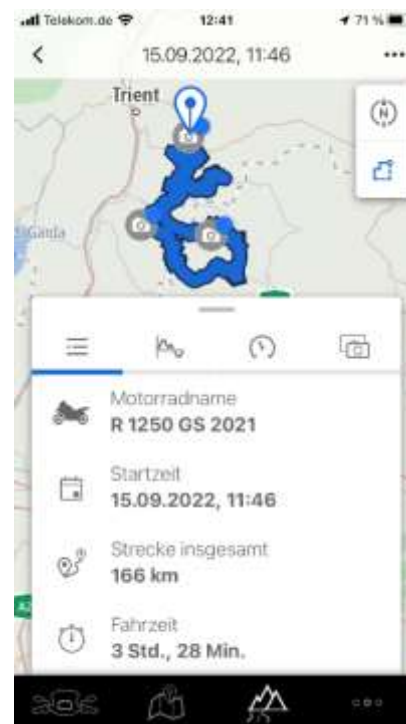 Telekom.de 12:41 71 %
15.09.2022, 11:46
Trient
N
Garda
Motorradname
R 1250 GS 2021
Startzeit
15.09.2022, 11:46
Strecke insgesamt
166 km
Fahrzeit
3 Std., 28 Min.